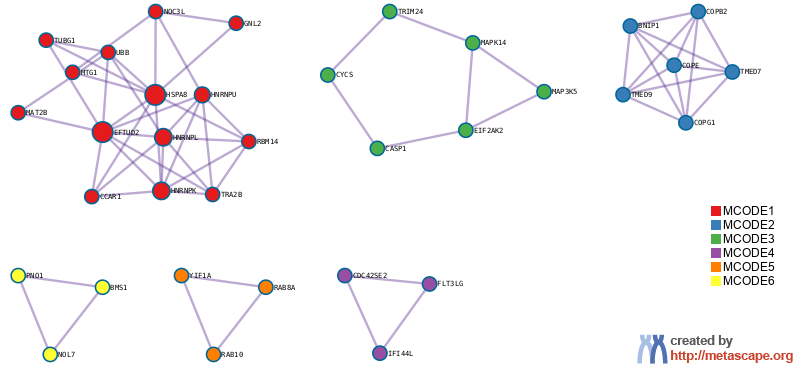 NOC3L
GNL2
TUBG1
UBB
MTG1
HSPA8
HNRNPU
MAT2B
EFTUD2
HNRNPL
RBM14
CCAR1
HNRNPK
TRA2B
TRIM24
MAPK14
CYCS
MAP3K5
EIF2AK2
CASP1
COPB2
BNIP1
COPE
TMED7
TMED9
COPG1
MCODE1
MCODE2
MCODE3
MCODE4
MCODE5
MCODE6
PNO1
BMS1
NOL7
YIF1A
RAB8A
RAB10
CDC42SE2
FLT3LG
IFI44L
created by
http://metascape.org